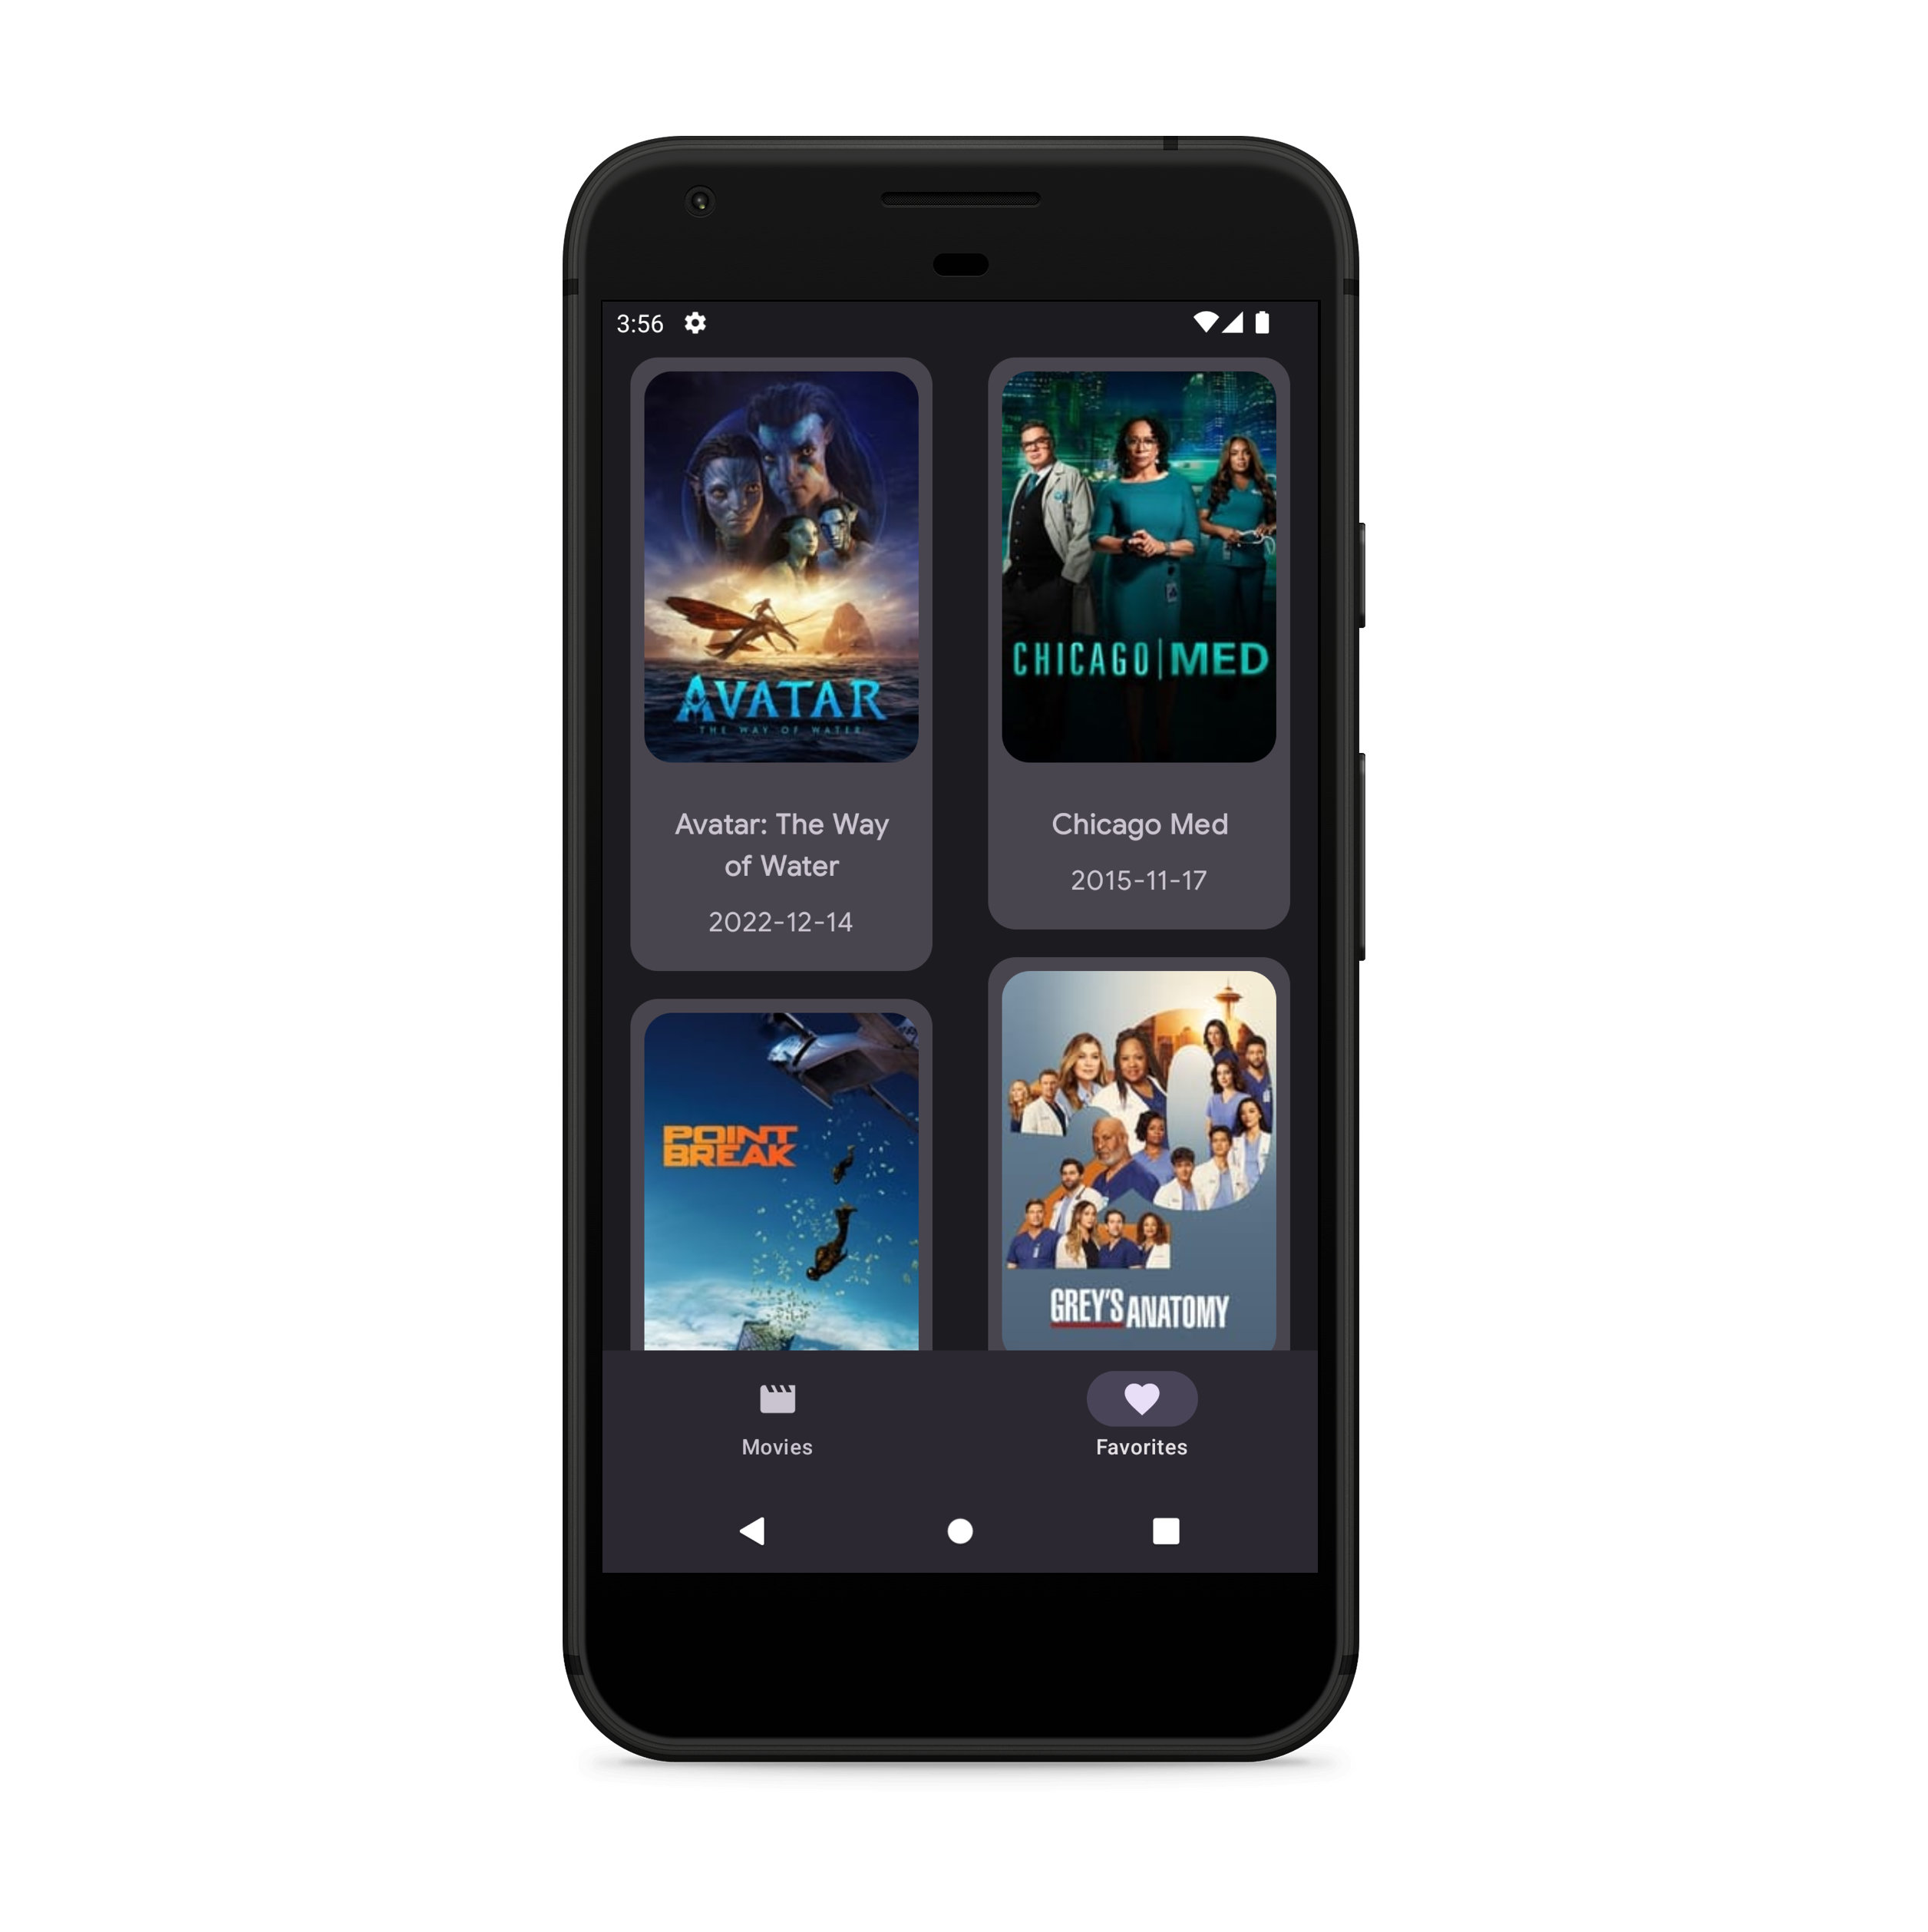 3:56
AVATAR
THE WAY OF WATER
Avatar: The Way
of Water
2022-12-14
CHICAGO|MED
Chicago Med
2015-11-17
POINT
BREAK
GREY'S ANATOMY
Movies
Favorites